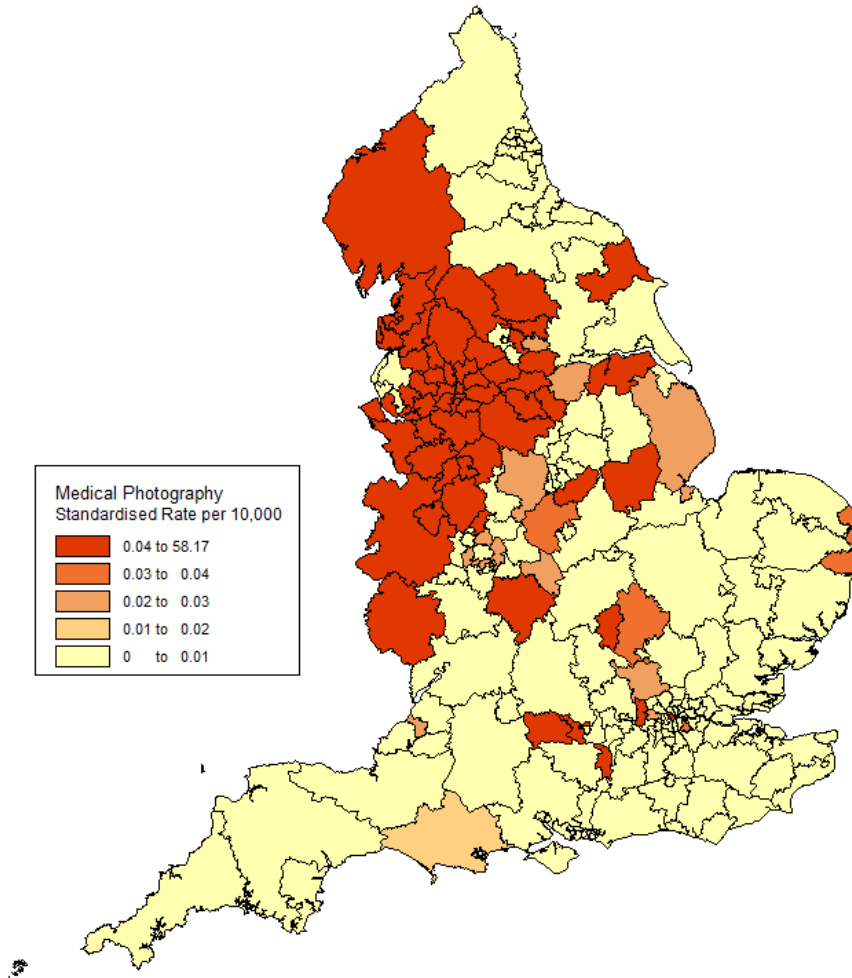 Medical Photography
Standardised Rate per 10,000
0.04 to 58.17
0.03 to 0.04
0.02 to 0.03
0.01 to 0.02
0 to 0.01